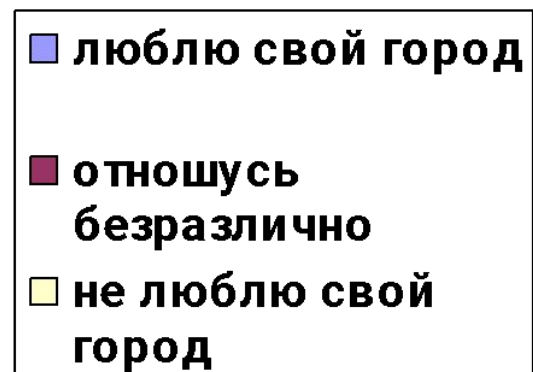 люблю свой город
отношусь
безразлично
не люблю свой
город